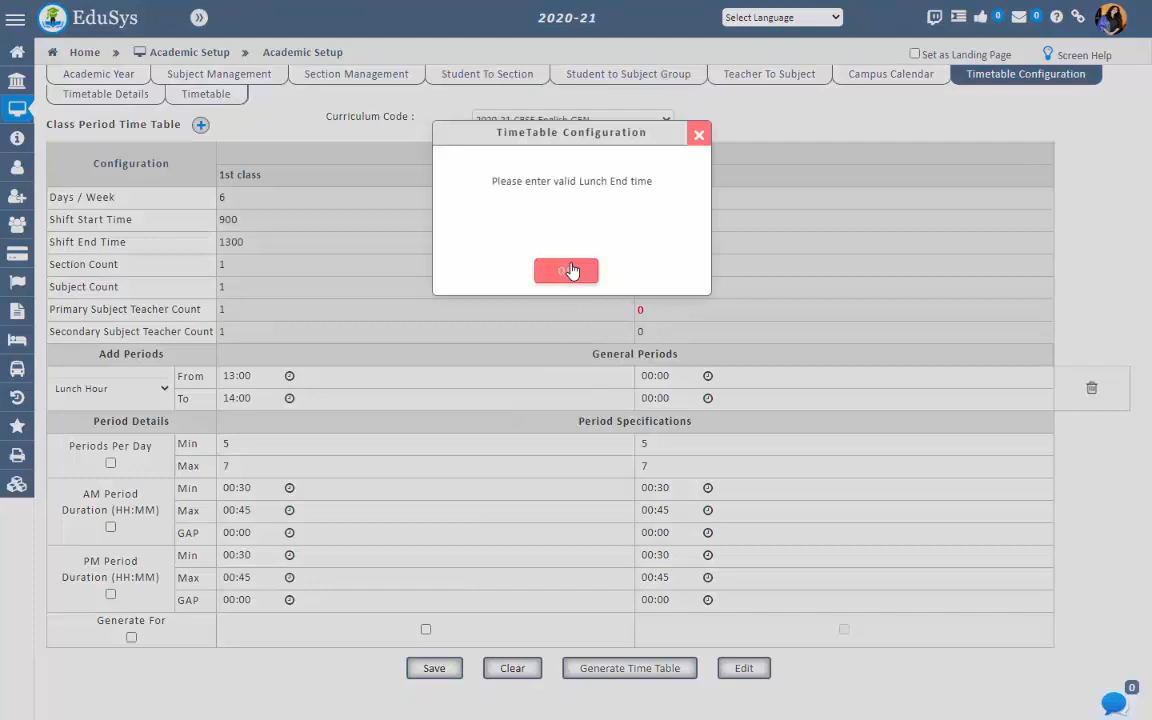 EduSys
2020-21
Select Language
0
0
Home » Academic Setup » Academic Setup
Set as Landing Page
Screen Help
Academic Year
Subject Management
Section Management
Student To Section
Student to Subject Group
Teacher To Subject
Campus Calendar
Timetable Configuration
Timetable Details
Timetable
Class Period Time Table
Curriculum Code :
2020-21 CBSE English GEN
TimeTable Configuration
Please enter valid Lunch End time
Configuration
1st class
Days / Week 6
Shift Start Time 900
Shift End Time 1300
Section Count 1
Subject Count 1
Primary Subject Teacher Count 1 0
Secondary Subject Teacher Count 1 0
Add Periods General Periods
Lunch Hour
From 13:00 00:00
To 14:00 00:00
Period Details Period Specifications
Periods Per Day
Min 5 5
Max 7 7
AM Period
Duration (HH:MM)
Min 00:30 00:30
Max 00:45 00:45
GAP 00:00 00:00
PM Period
Duration (HH:MM)
Min 00:30 00:30
Max 00:45 00:45
GAP 00:00 00:00
Generate For
Save
Clear
Generate Time Table
Edit
0